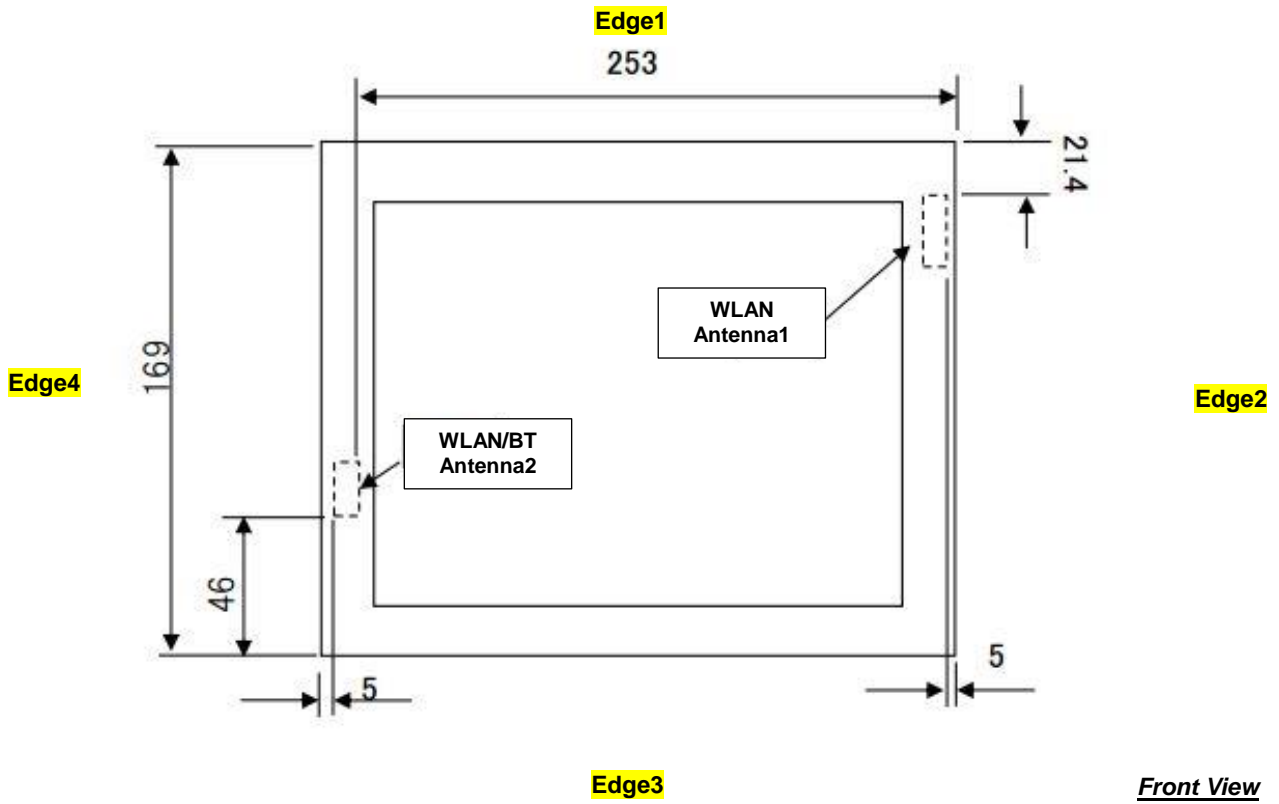 Edge1
253
21.4
WLAN
Antenna1
169
Edge4
Edge2
WLAN/BT
Antenna2
46
5
5
Edge3
Front View